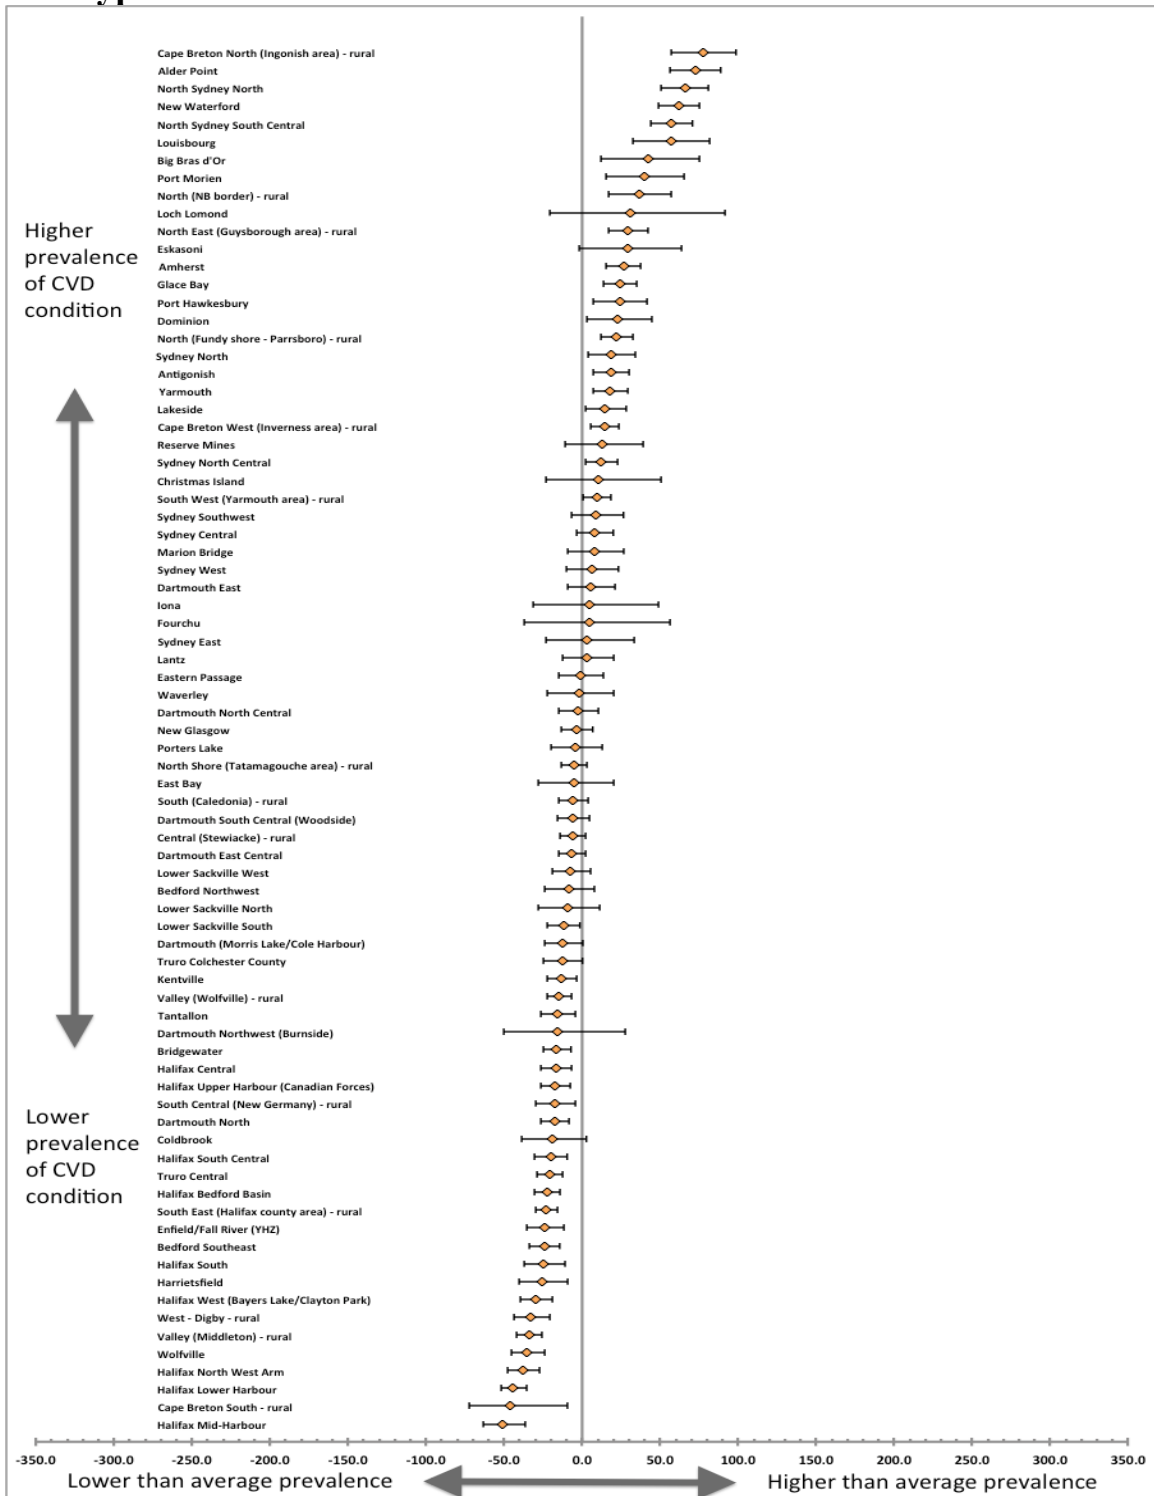 Cape Breton North (Ingonish area) - rural
Alder Point
North Sydney North
New Waterford
North Sydney South Central
Louisbourg
Big Bras d'Or
Port Morien
North (NB border) - rural
Loch Lomond
North East (Guysborough area) - rural
Eskasoni
Amherst
Glace Bay
Port Hawkesbury
Dominion
North (Fundy shore - Parrsboro) - rural
Sydney North
Antigonish
Yarmouth
Lakeside
Cape Breton West (Inverness area) - rural
Reserve Mines
Sydney North Central
Christmas Island
South West (Yarmouth area) - rural
Sydney Southwest
Sydney Central
Marion Bridge
Sydney West
Dartmouth East
Iona
Fourchu
Sydney East
Lantz
Eastern Passage
Waverley
Dartmouth North Central
New Glasgow
Porters Lake
North Shore (Tatamagouche area) - rural
East Bay
South (Caledonia) - rural
Dartmouth South Central (Woodside)
Central (Stewiacke) - rural
Dartmouth East Central
Lower Sackville West
Bedford Northwest
Lower Sackville North
Lower Sackville South
Dartmouth (Morris Lake/Cole Harbour)
Truro Colchester County
Kentville
Valley (Wolfville) - rural
Tantallon
Dartmouth Northwest (Burnside)
Bridgewater
Halifax Central
Halifax Upper Harbour (Canadian Forces)
South Central (New Germany) - rural
Dartmouth North
Coldbrook
Halifax South Central
Truro Central
Halifax Bedford Basin
South East (Halifax county area) - rural
Enfield/Fall River (YHZ)
Bedford Southeast
Halifax South
Harrietsfield
Halifax West (Bayers Lake/Clayton Park)
West - Digby - rural
Valley (Middleton) - rural
Wolfville
Halifax North West Arm
Halifax Lower Harbour
Cape Breton South - rural
Halifax Mid-Harbour
Higher
prevalence
of CVD
condition
Lower
prevalence
of CVD
condition
-350.0 -300.0 -250.0 -200.0 -150.0 -100.0 -50.0 0.0 50.0 100.0 150.0 200.0 250.0 300.0 350.0
Lower than average prevalence Higher than average prevalence